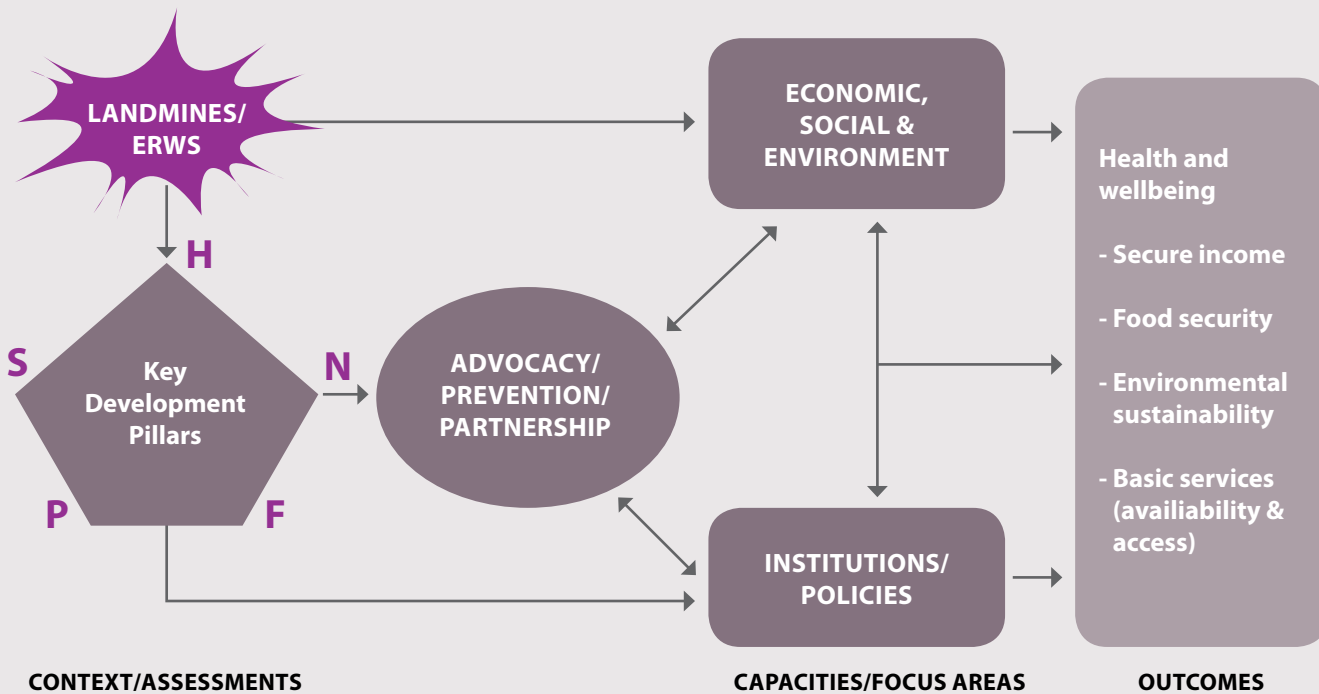 LANDMINES/
ERWS
H
S
N
P
F
Key
Development
Pillars
ADVOCACY/
PREVENTION/
PARTNERSHIP
ECONOMIC,
SOCIAL &
ENVIRONMENT
INSTITUTIONS/
POLICIES
Health and
wellbeing
- Secure income
- Food security
- Environmental
sustainability
- Basic services
(availiability &
access)
CONTEXT/ASSESSMENTS
CAPACITIES/FOCUS AREAS
OUTCOMES